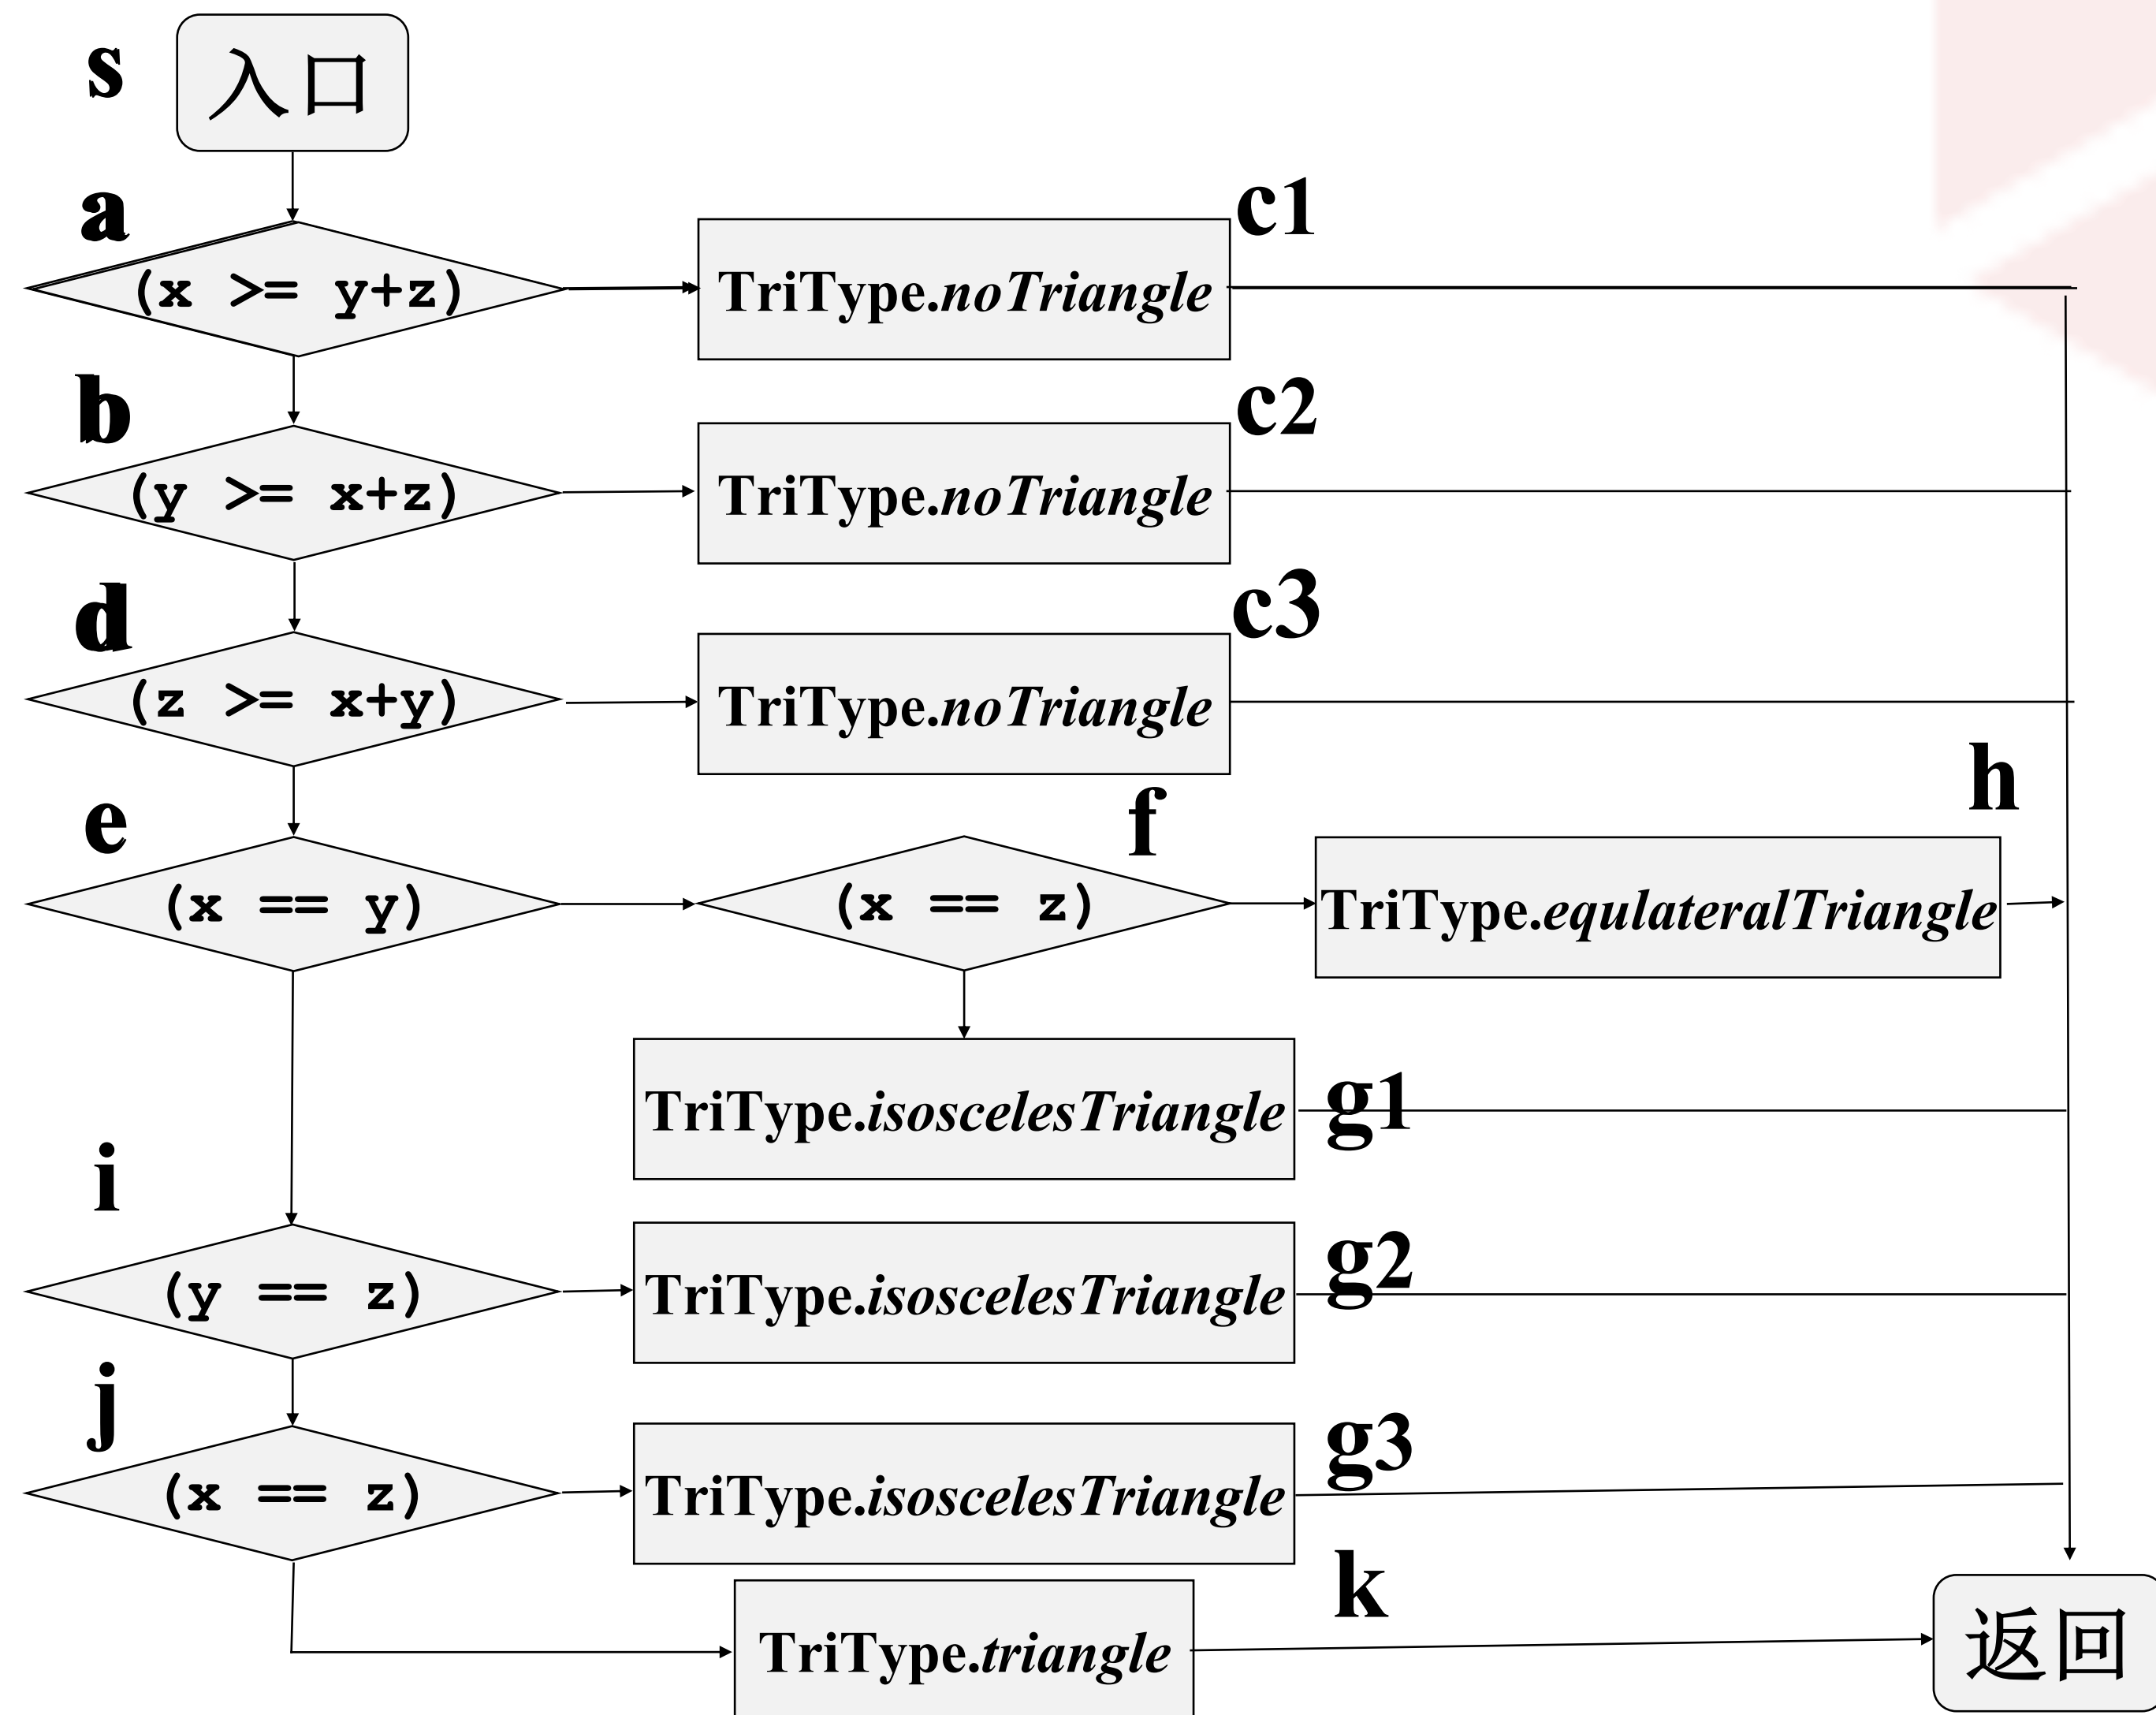 s
入口
a
(x >= y+z)
TriType.noTriangle
c1
b
(y >= x+z)
TriType.noTriangle
c2
d
(z >= x+y)
TriType.noTriangle
c3
e
(x == y)
f
(x == z)
h
TriType.equlateralTriangle
TriType.isoscelesTriangle
g1
i
(y == z)
TriType.isoscelesTriangle
g2
j
(x == z)
TriType.isoscelesTriangle
g3
TriType.triangle
k
返回